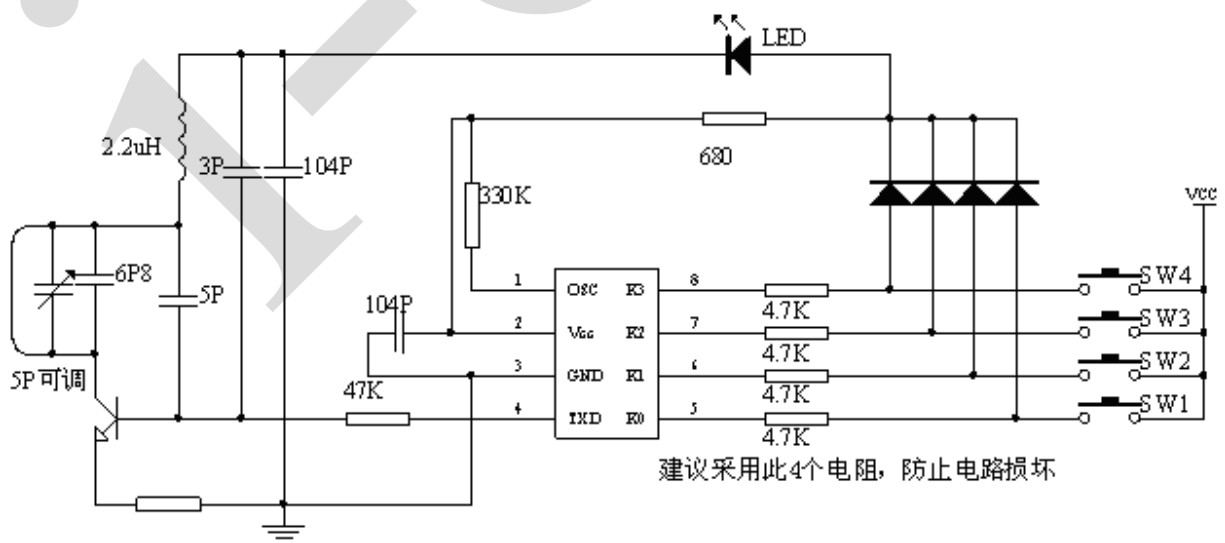 LED
2.2uH
3P
104P
680
330K
vcc
6P8
5P
104P
5P可调
47K
1 OSC K3 8
2 Vcc K2 7
3 GND K1 6
4 TXD K0 5
4.7K
4.7K
4.7K
4.7K
SW4
SW3
SW2
SW1
建议采用此4个电阻，防止电路损坏